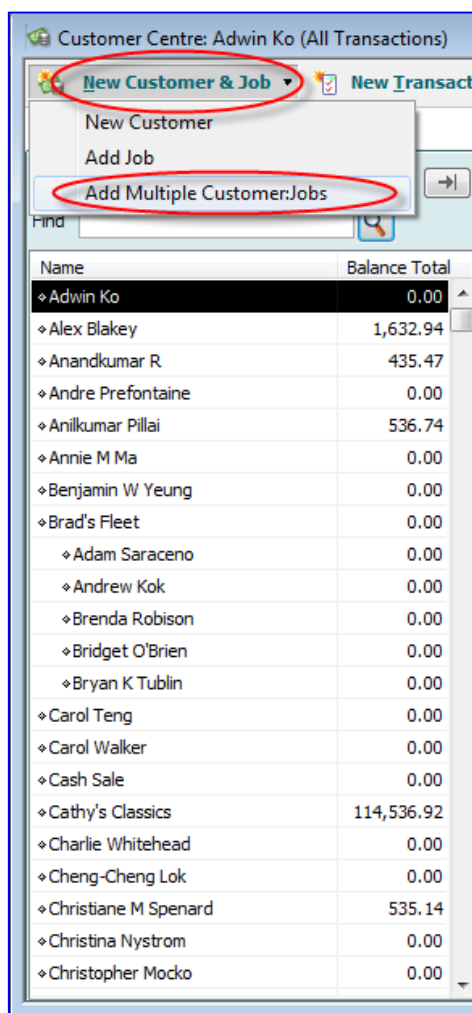 Customer Centre: Adwin Ko (All Transactions)
New Customer & Job New Transact
New Customer
Add Job
Add Multiple Customer:Jobs
Find
Name Balance Total
Adwin Ko 0.00
Alex Blakey 1,632.94
Anandkumar R 435.47
Andre Prefontaine 0.00
Anilkumar Pillai 536.74
Annie M Ma 0.00
Benjamin W Yeung 0.00
Brad's Fleet 0.00
Adam Saraceno 0.00
Andrew Kok 0.00
Brenda Robison 0.00
Bridget O'Brien 0.00
Bryan K Tublin 0.00
Carol Teng 0.00
Carol Walker 0.00
Cash Sale 0.00
Cathy's Classics 114,536.92
Charlie Whitehead 0.00
Cheng-Cheng Lok 0.00
Christiane M Spenard 535.14
Christina Nystrom 0.00
Christopher Mocko 0.00